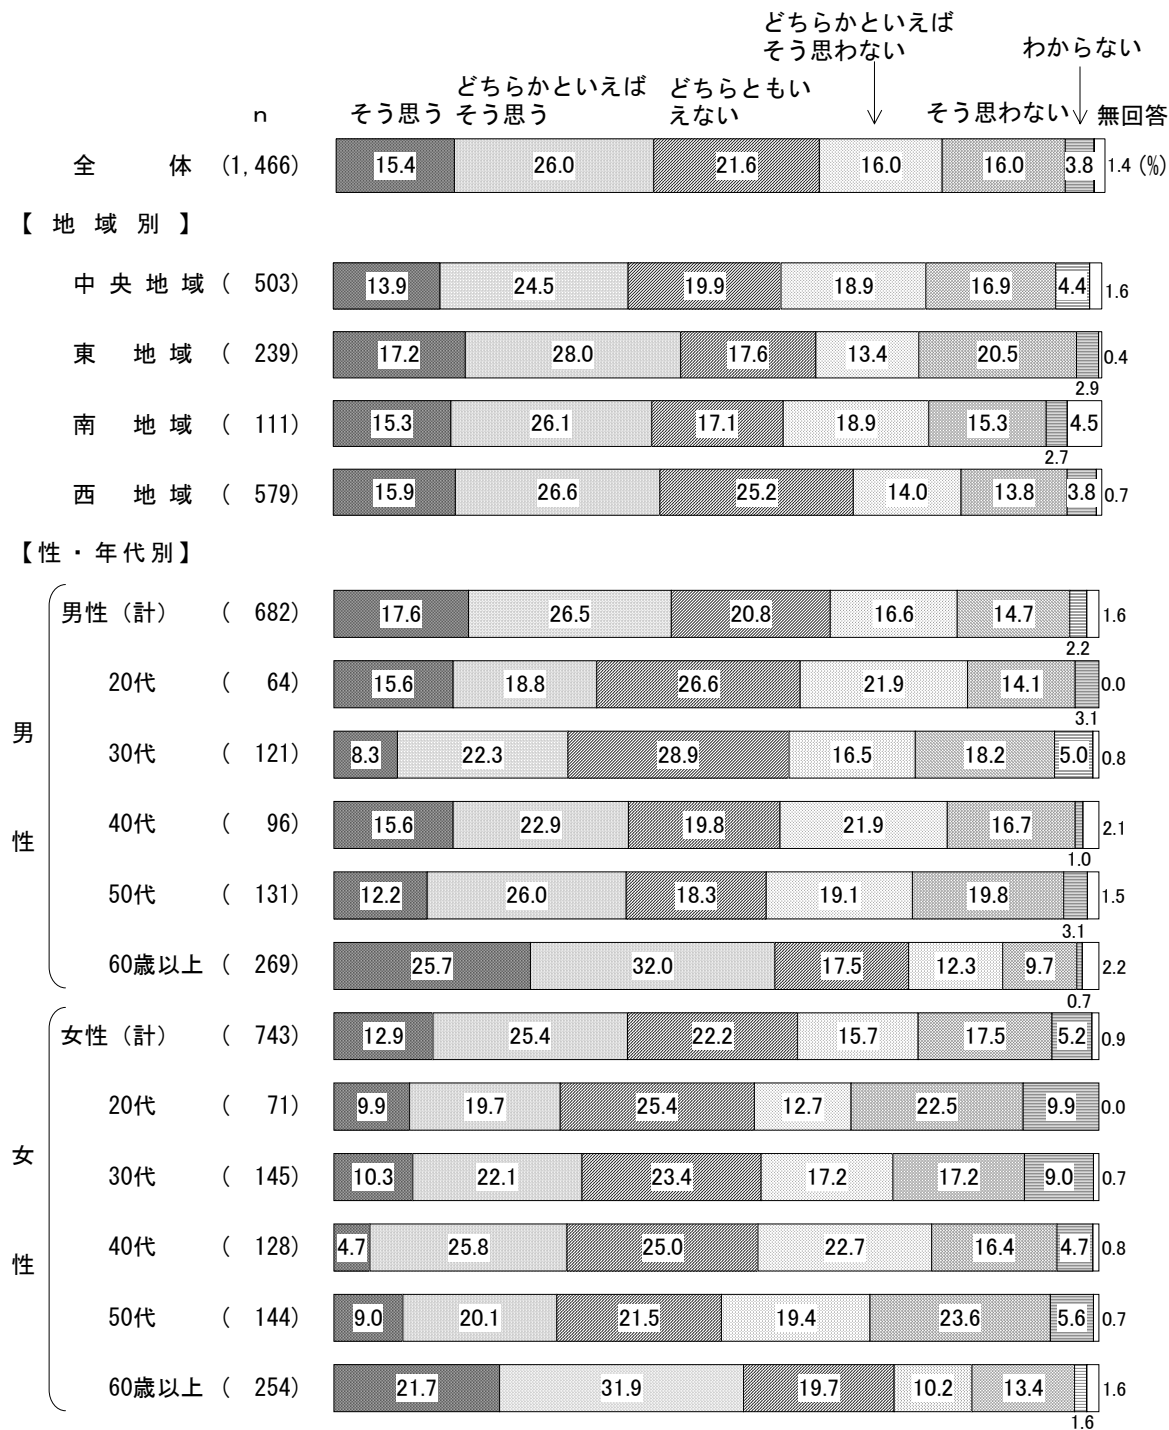 どちらかといえば
そう思わない
わからない
どちらかといえば
そう思う
どちらともい
えない
n そう思う そう思わない 無回答
全体 (1,466) 15.4 26.0 21.6 16.0 16.0 3.8 1.4 (%)
【地域別】
中央地域 ( 503) 13.9 24.5 19.9 18.9 16.9 4.4 1.6
東地域 ( 239) 17.2 28.0 17.6 13.4 20.5 0.4
2.9
南地域 ( 111) 15.3 26.1 17.1 18.9 15.3 4.5
2.7
西地域 ( 579) 15.9 26.6 25.2 14.0 13.8 3.8 0.7
【性・年代別】
男性
男性(計) ( 682) 17.6 26.5 20.8 16.6 14.7 1.6
2.2
20代 ( 64) 15.6 18.8 26.6 21.9 14.1 0.0
3.1
30代 ( 121) 8.3 22.3 28.9 16.5 18.2 5.0 0.8
40代 ( 96) 15.6 22.9 19.8 21.9 16.7 2.1
1.0
50代 ( 131) 12.2 26.0 18.3 19.1 19.8 1.5
3.1
60歳以上 ( 269) 25.7 32.0 17.5 12.3 9.7 2.2
0.7
女性
女性(計) ( 743) 12.9 25.4 22.2 15.7 17.5 5.2 0.9
20代 ( 71) 9.9 19.7 25.4 12.7 22.5 9.9 0.0
30代 ( 145) 10.3 22.1 23.4 17.2 17.2 9.0 0.7
40代 ( 128) 4.7 25.8 25.0 22.7 16.4 4.7 0.8
50代 ( 144) 9.0 20.1 21.5 19.4 23.6 5.6 0.7
60歳以上 ( 254) 21.7 31.9 19.7 10.2 13.4 1.6
1.6